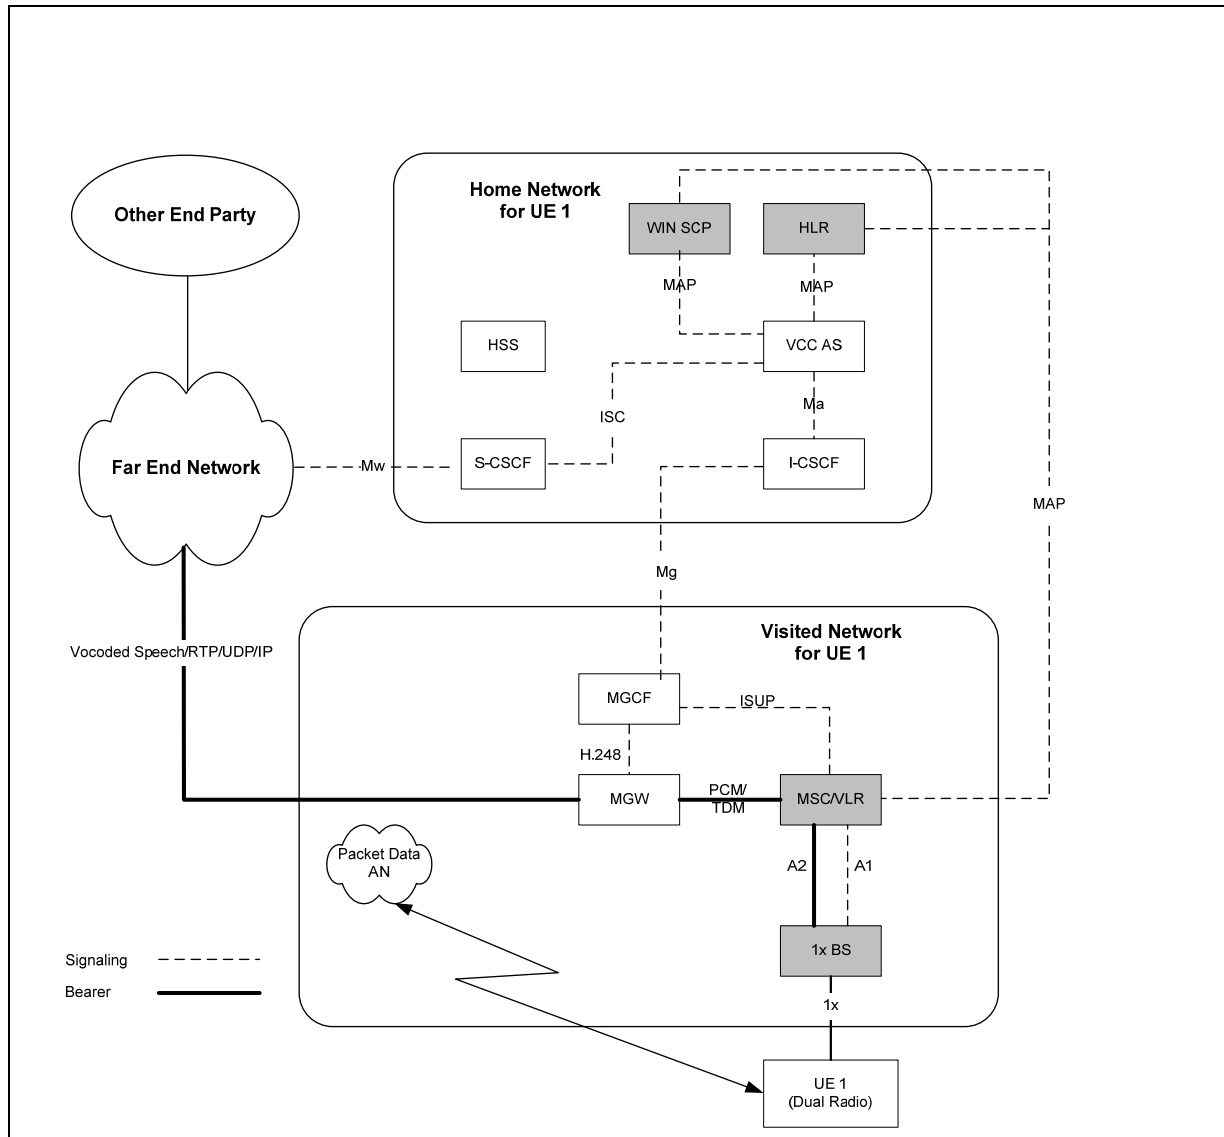 Home Network
for UE 1
Other End Party
WIN SCP
HLR
MAP
MAP
HSS
VCC AS
ISC
Ma
Far End Network
Mw
S-CSCF
I-CSCF
MAP
Mg
Visited Network
for UE 1
Vocoded Speech/RTP/UDP/IP
MGCF
ISUP
H.248
MGW
PCM/
TDM
MSC/VLR
Packet Data
AN
A2
A1
1x BS
Signaling
Bearer
1x
UE 1
(Dual Radio)